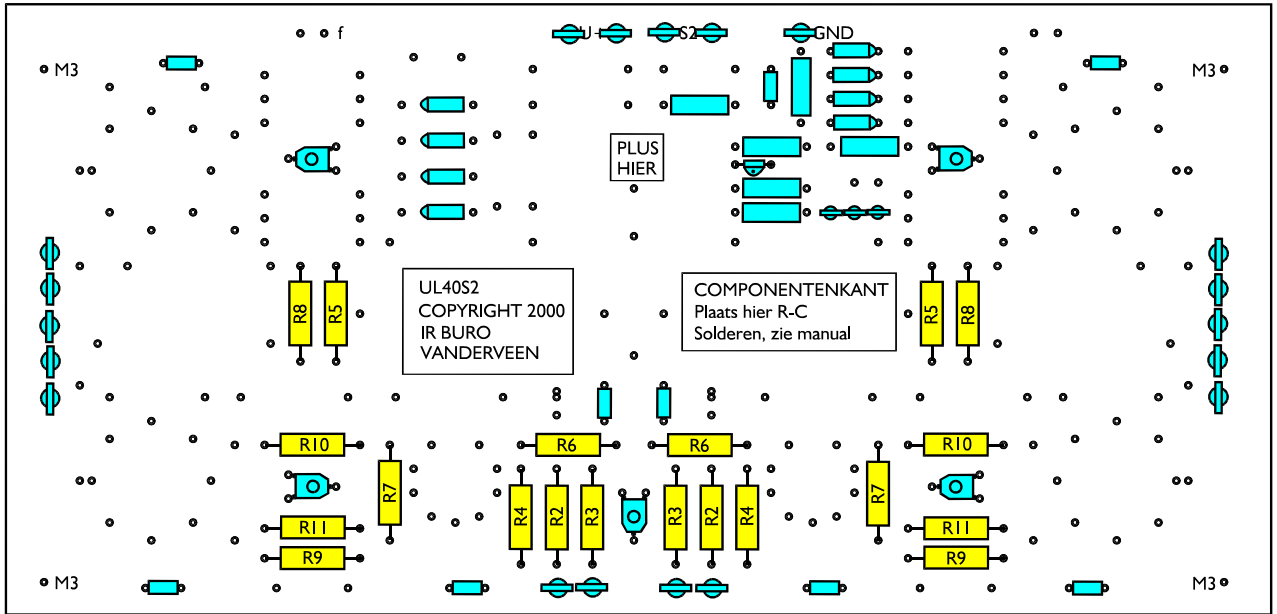 f
U+
S2
GND
M3
M3
PLUS
HIER
UL40S2
COPYRIGHT 2000
IR BURO
VANDERVEEN
COMPONENTENKANT
Plaats hier R-C
Solderen, zie manual
R8
R5
R5
R8
R10
R6
R6
R10
R7
R7
R4
R2
R3
R3
R2
R4
R11
R11
R9
R9
M3
M3